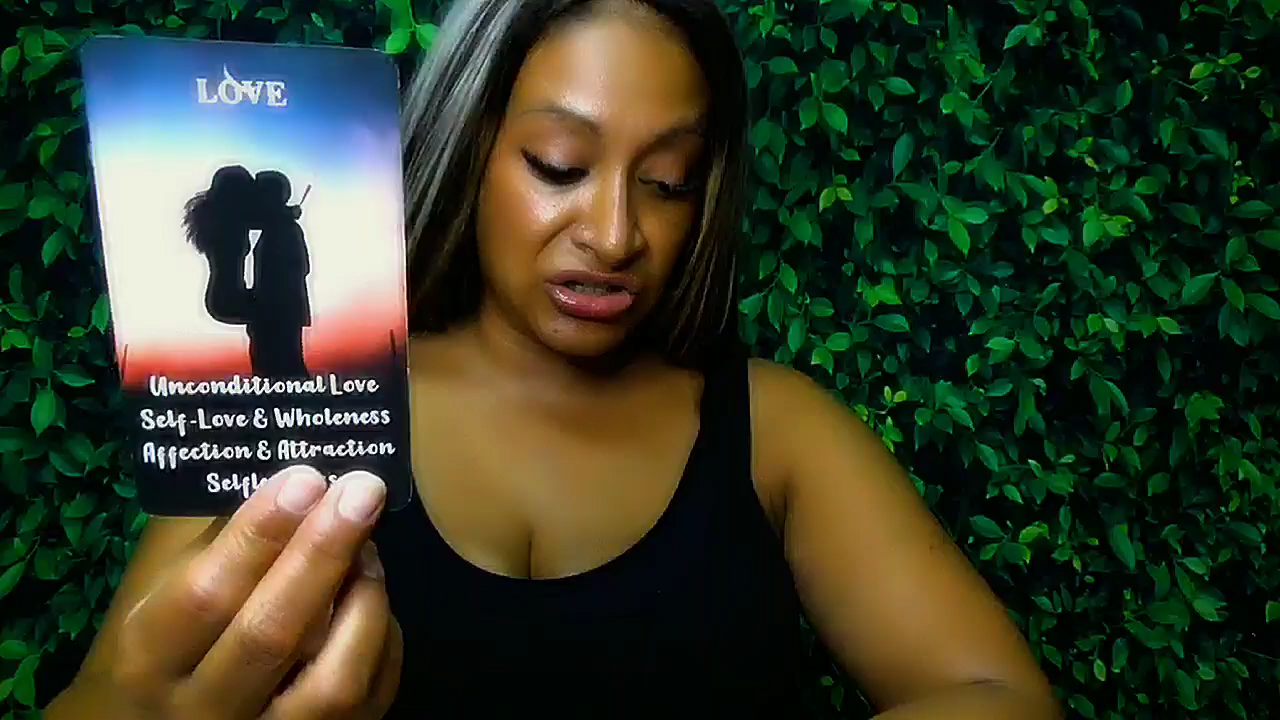 LOVE
Unconditional Love
Self-Love & Wholeness
Affection & Attraction